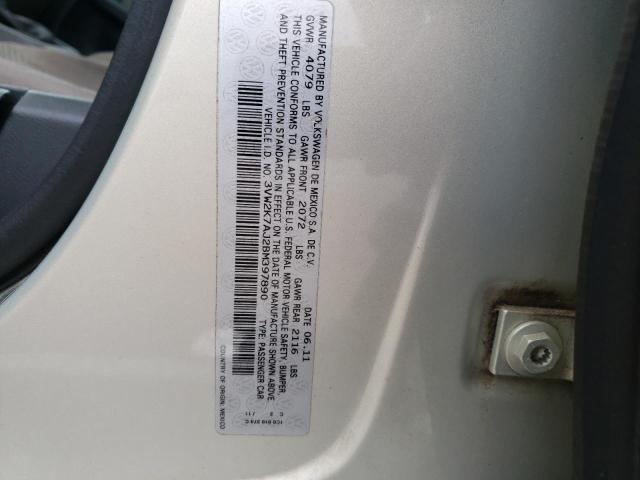 MANUFACTURED BY VOLKSWAGEN DE MEXICO S.A. DE C.V. DATE 06.11
GVWR 4079 LBS GAWR FRONT 2072 LBS GAWR REAR 2116 LBS
THIS VEHICLE CONFORMS TO ALL APPLICABLE U.S. FEDERAL MOTOR VEHICLE SAFETY, BUMPER
AND THEFT PREVENTION STANDARDS IN EFFECT ON THE DATE OF MANUFACTURE SHOWN ABOVE.
VEHICLE I.D. NO. 3VW2K7AJ2BM397890 TYPE: PASSENGER CAR
COUNTRY OF ORIGIN: MEXICO